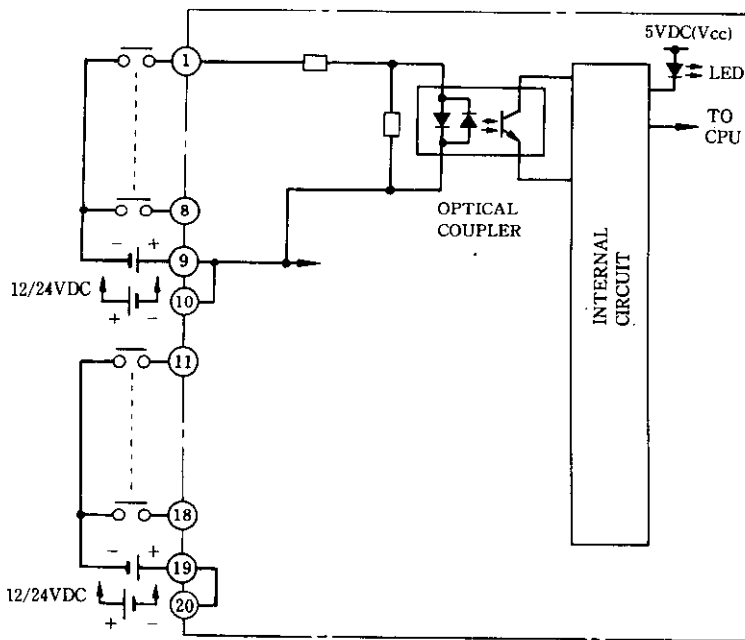 5VDC(Vcc)
LED
TO
CPU
1
OPTICAL
COUPLER
INTERNAL
CIRCUIT
8
− +
9
12/24VDC
10
+ −
11
18
− +
19
12/24VDC
20
+ −